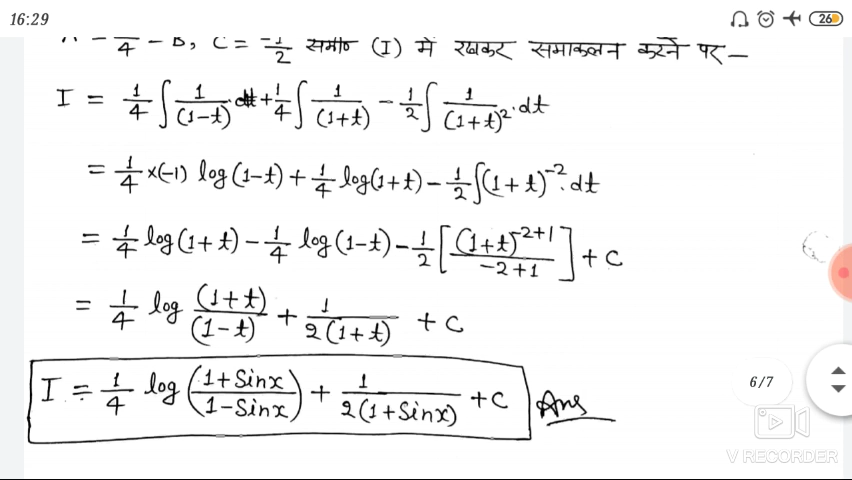 16:29
26
A = 1/4 = B, C = -1/2 समी० (I) में रखकर समाकलन करने पर —
I = 1/4 ∫ 1/(1-t) dt + 1/4 ∫ 1/(1+t) - 1/2 ∫ 1/(1+t)² . dt
= 1/4 x(-1) log (1-t) + 1/4 log(1+t) - 1/2 ∫(1+t)⁻² . dt
= 1/4 log(1+t) - 1/4 log(1-t) - 1/2 [(1+t)⁻²⁺¹/-2+1] + C
= 1/4 log (1+t)/(1-t) + 1/2(1+t) + C
I = 1/4 log (1+Sinx/1-Sinx) + 1/2(1+Sinx) + C Ans
6/7
V RECORDER